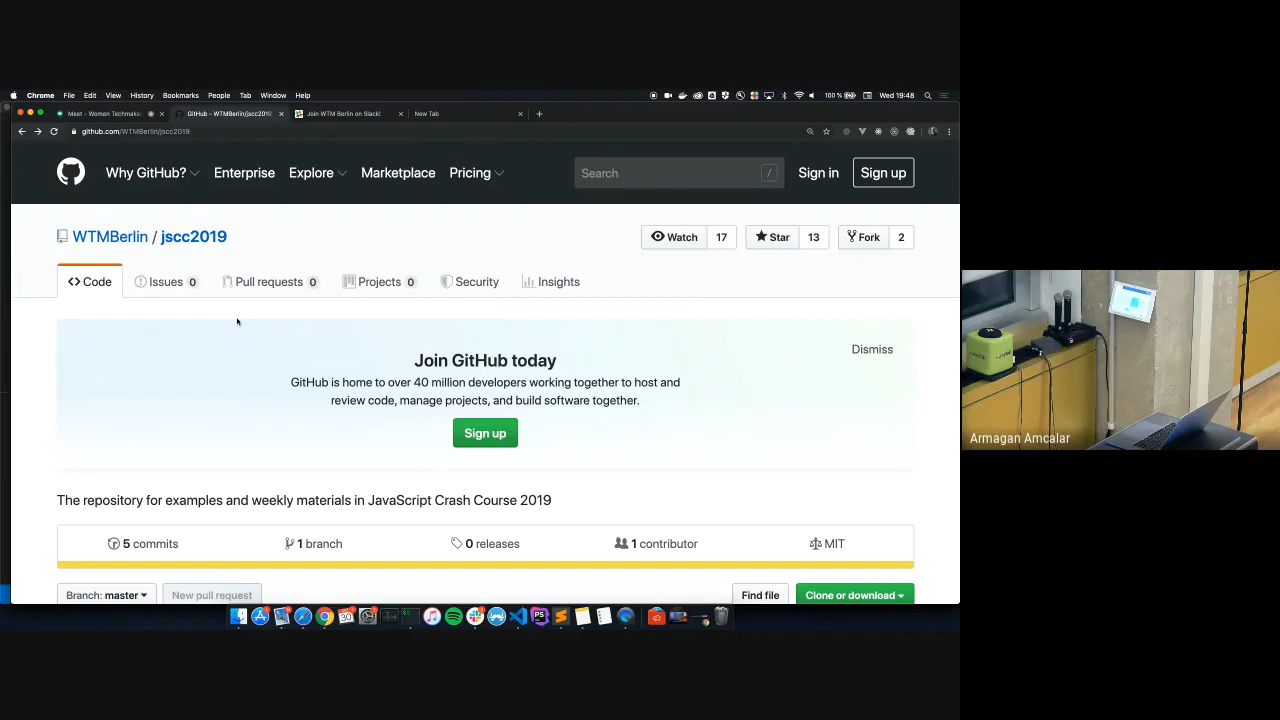 Chrome File Edit View History Bookmarks People Tab Window Help 100 % Wed 19:48
Meet - Women Techmake GitHub - WTMBerlin/jscc2019 Join WTM Berlin on Slack! New Tab
github.com/WTMBerlin/jscc2019
Why GitHub? Enterprise Explore Marketplace Pricing Search / Sign in Sign up
WTMBerlin / jscc2019 Watch 17 Star 13 Fork 2
Code Issues 0 Pull requests 0 Projects 0 Security Insights
Join GitHub today Dismiss
GitHub is home to over 40 million developers working together to host and
review code, manage projects, and build software together.
Sign up
The repository for examples and weekly materials in JavaScript Crash Course 2019
5 commits 1 branch 0 releases 1 contributor MIT
Branch: master New pull request Find file Clone or download
30 PS
Armagan Amcalar